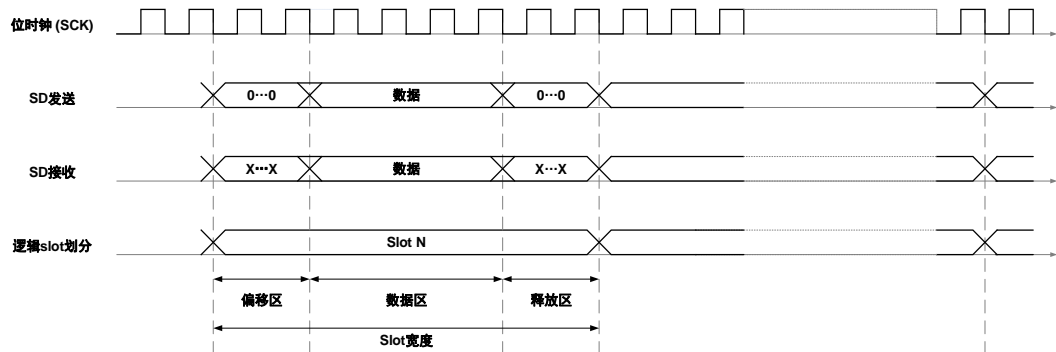 位时钟 (SCK)
SD发送
0…0
数据
0…0
SD接收
X…X
数据
X…X
逻辑slot划分
Slot N
偏移区
数据区
释放区
Slot宽度